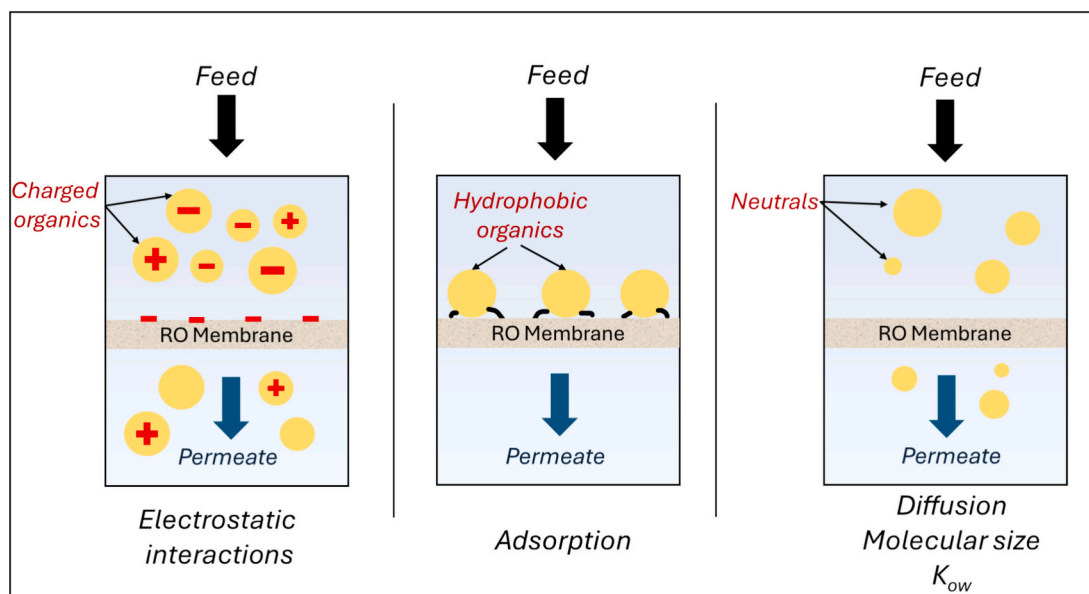 Feed
Charged
organics
−
−
+
+
−
−
− − − −
RO Membrane
+
+
Permeate
Electrostatic
interactions
Feed
Hydrophobic
organics
RO Membrane
Permeate
Adsorption
Feed
Neutrals
RO Membrane
Permeate
Diffusion
Molecular size
Kow